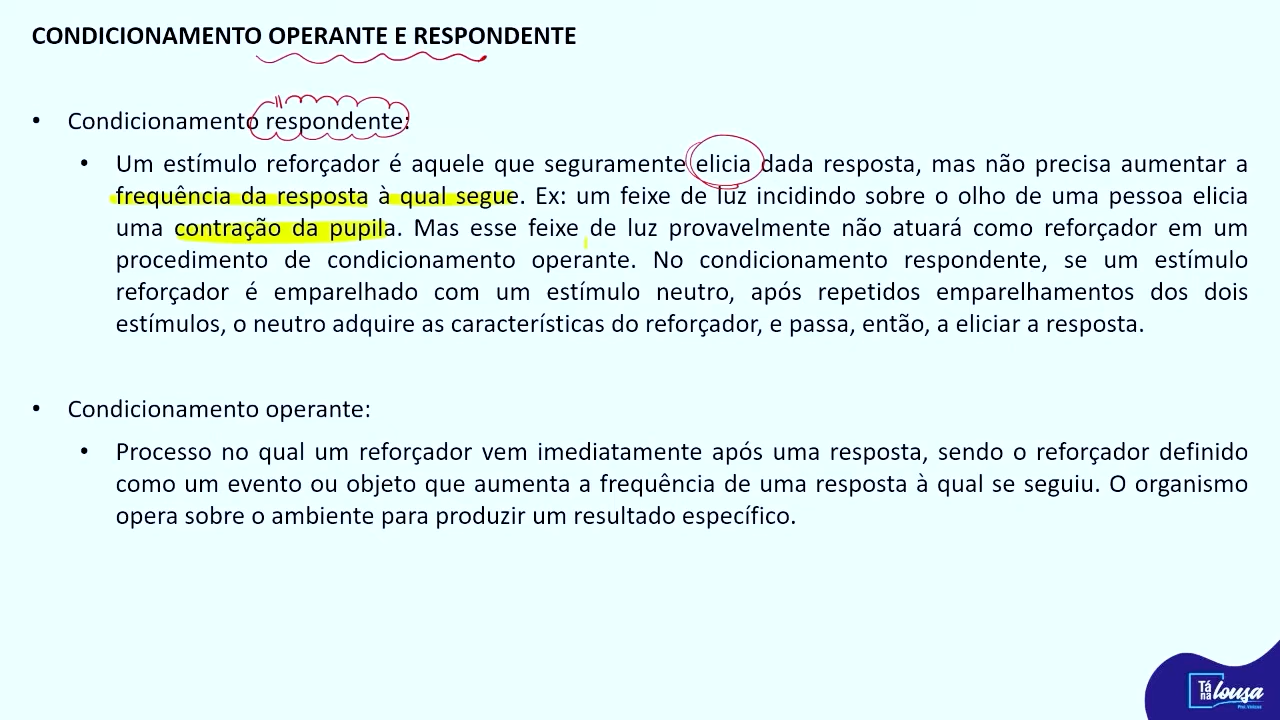 CONDICIONAMENTO OPERANTE E RESPONDENTE
• Condicionamento respondente:
• Um estímulo reforçador é aquele que seguramente elicia dada resposta, mas não precisa aumentar a
frequência da resposta à qual segue. Ex: um feixe de luz incidindo sobre o olho de uma pessoa elicia
uma contração da pupila. Mas esse feixe de luz provavelmente não atuará como reforçador em um
procedimento de condicionamento operante. No condicionamento respondente, se um estímulo
reforçador é emparelhado com um estímulo neutro, após repetidos emparelhamentos dos dois
estímulos, o neutro adquire as características do reforçador, e passa, então, a eliciar a resposta.
• Condicionamento operante:
• Processo no qual um reforçador vem imediatamente após uma resposta, sendo o reforçador definido
como um evento ou objeto que aumenta a frequência de uma resposta à qual se seguiu. O organismo
opera sobre o ambiente para produzir um resultado específico.
Tá
na lousa